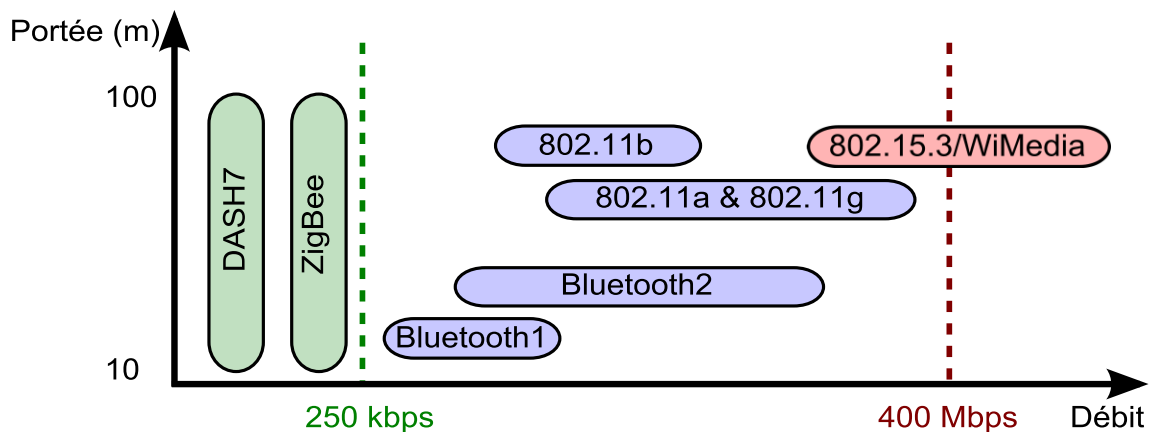 Portée (m)
100
802.11b
802.15.3/WiMedia
802.11a & 802.11g
DASH7
ZigBee
Bluetooth2
Bluetooth1
10
250 kbps
400 Mbps
Débit